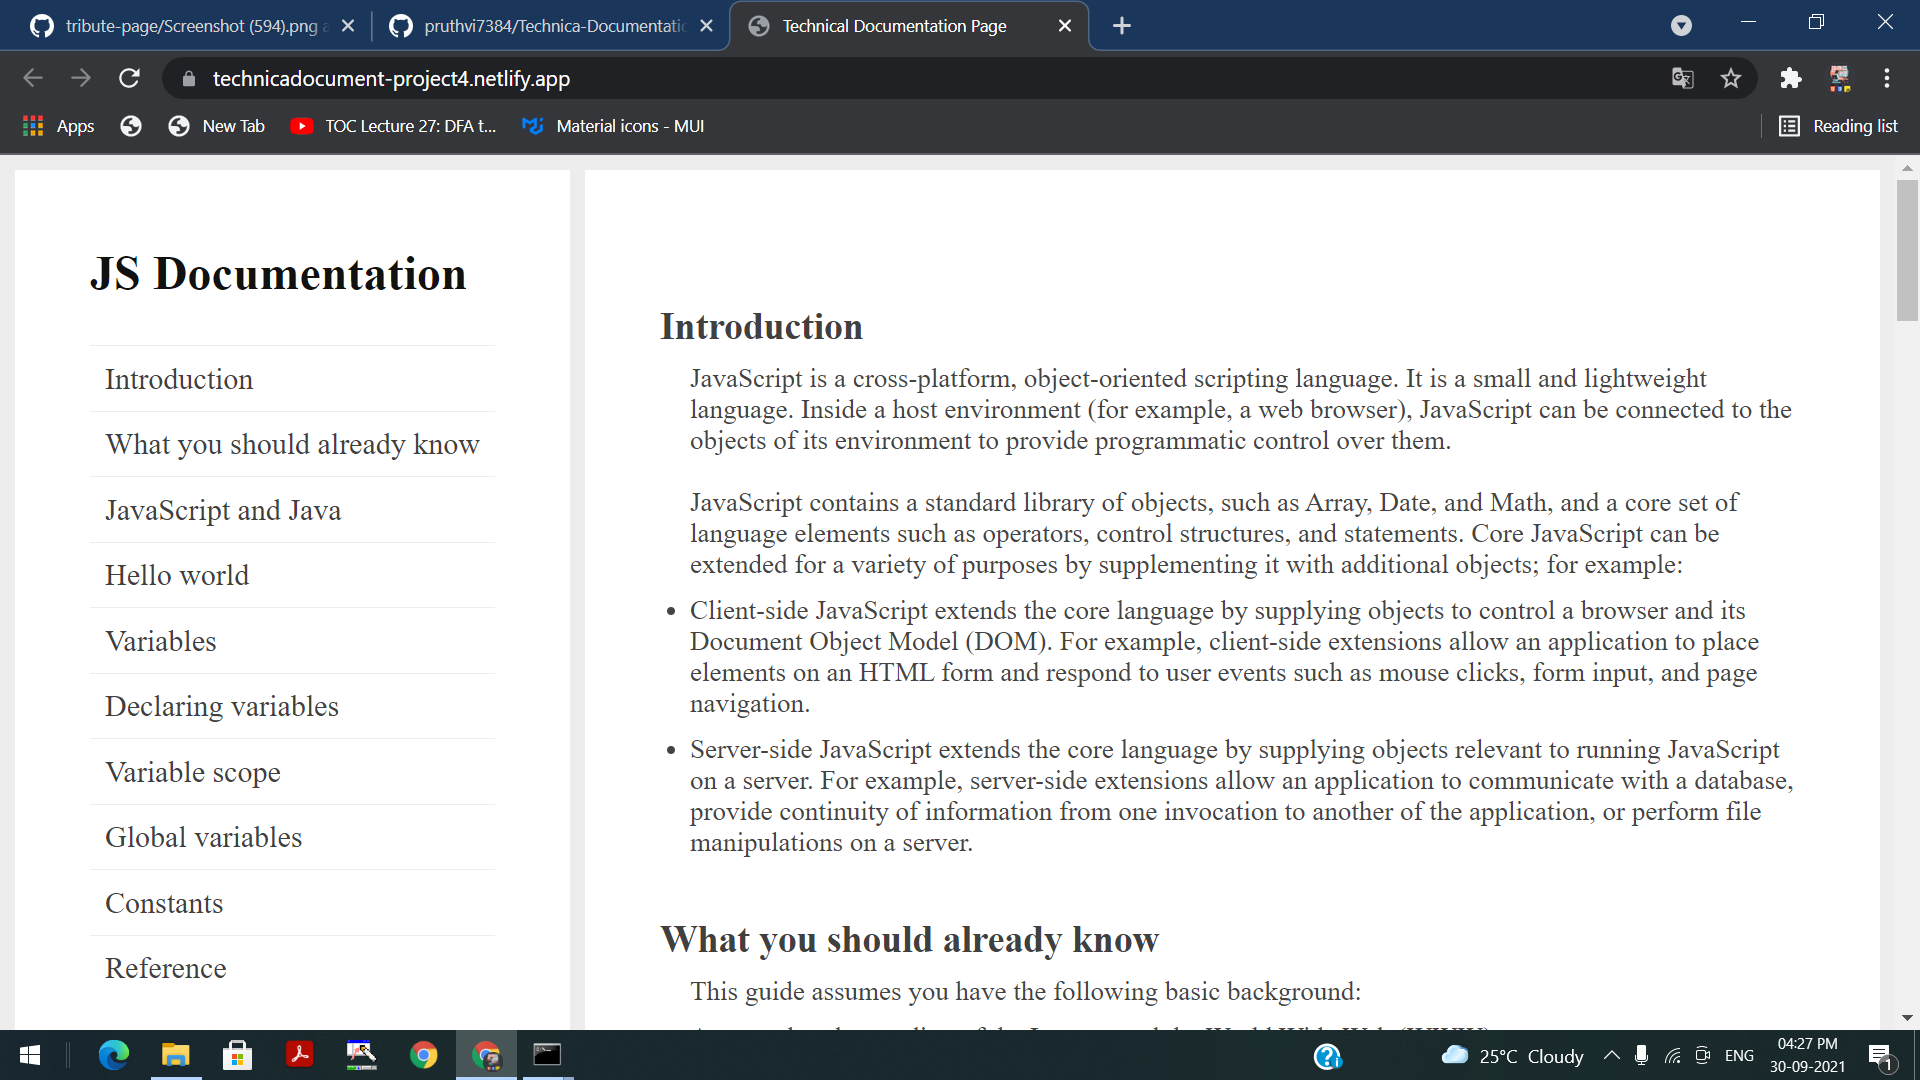 tribute-page/Screenshot (594).png a
pruthvi7384/Technica-Documentatio
Technical Documentation Page
technicadocument-project4.netlify.app
Apps
New Tab
TOC Lecture 27: DFA t...
Material icons - MUI
Reading list
JS Documentation
Introduction
What you should already know
JavaScript and Java
Hello world
Variables
Declaring variables
Variable scope
Global variables
Constants
Reference
Introduction
JavaScript is a cross-platform, object-oriented scripting language. It is a small and lightweight
language. Inside a host environment (for example, a web browser), JavaScript can be connected to the
objects of its environment to provide programmatic control over them.
JavaScript contains a standard library of objects, such as Array, Date, and Math, and a core set of
language elements such as operators, control structures, and statements. Core JavaScript can be
extended for a variety of purposes by supplementing it with additional objects; for example:
• Client-side JavaScript extends the core language by supplying objects to control a browser and its
Document Object Model (DOM). For example, client-side extensions allow an application to place
elements on an HTML form and respond to user events such as mouse clicks, form input, and page
navigation.
• Server-side JavaScript extends the core language by supplying objects relevant to running JavaScript
on a server. For example, server-side extensions allow an application to communicate with a database,
provide continuity of information from one invocation to another of the application, or perform file
manipulations on a server.
What you should already know
This guide assumes you have the following basic background:
25°C Cloudy
ENG
04:27 PM
30-09-2021
1